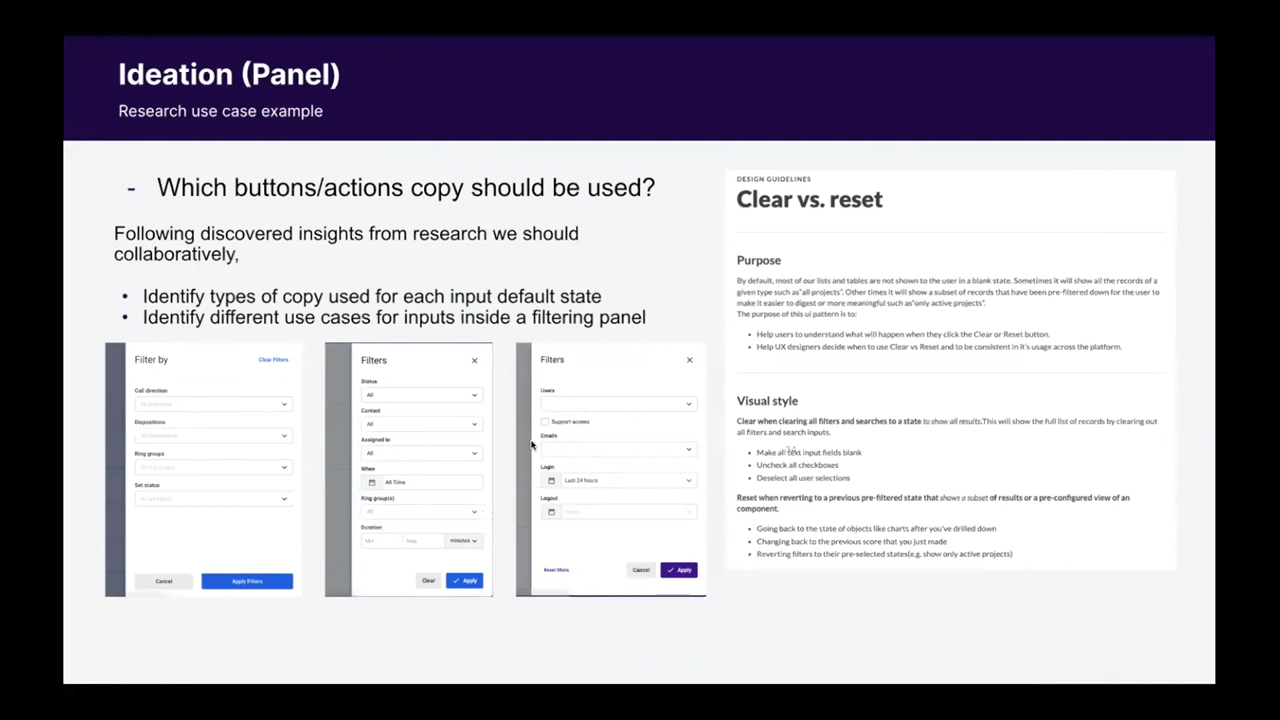 Ideation (Panel)
Research use case example
- Which buttons/actions copy should be used?
Following discovered insights from research we should
collaboratively,
• Identify types of copy used for each input default state
• Identify different use cases for inputs inside a filtering panel
Filter by
Clear Filters
Call direction
Dispositions
Ring groups
Set status
Cancel
Apply Filters
Filters
Status
All
Contact
All
Assigned to
All
When
All Time
Ring group(s)
All
Duration
Min
Max
minutes
Clear
Apply
Filters
Users
Support access
Emails
Login
Last 24 hours
Logout
Reset filters
Cancel
Apply
DESIGN GUIDELINES
Clear vs. reset
Purpose
By default, most of our lists and tables are not shown to the user in a blank state. Sometimes it will show all the records of a
given type such as"all projects". Other times it will show a subset of records that have been pre-filtered down for the user to
make it easier to digest or more meaningful such as"only active projects".
The purpose of this ui pattern is to:
• Help users to understand what will happen when they click the Clear or Reset button.
• Help UX designers decide when to use Clear vs Reset and to be consistent in it's usage across the platform.
Visual style
Clear when clearing all filters and searches to a state to show all results.This will show the full list of records by clearing out
all filters and search inputs.
• Make all text input fields blank
• Uncheck all checkboxes
• Deselect all user selections
Reset when reverting to a previous pre-filtered state that shows a subset of results or a pre-configured view of an
component.
• Going back to the state of objects like charts after you've drilled down
• Changing back to the previous score that you just made
• Reverting filters to their pre-selected states(e.g. show only active projects)